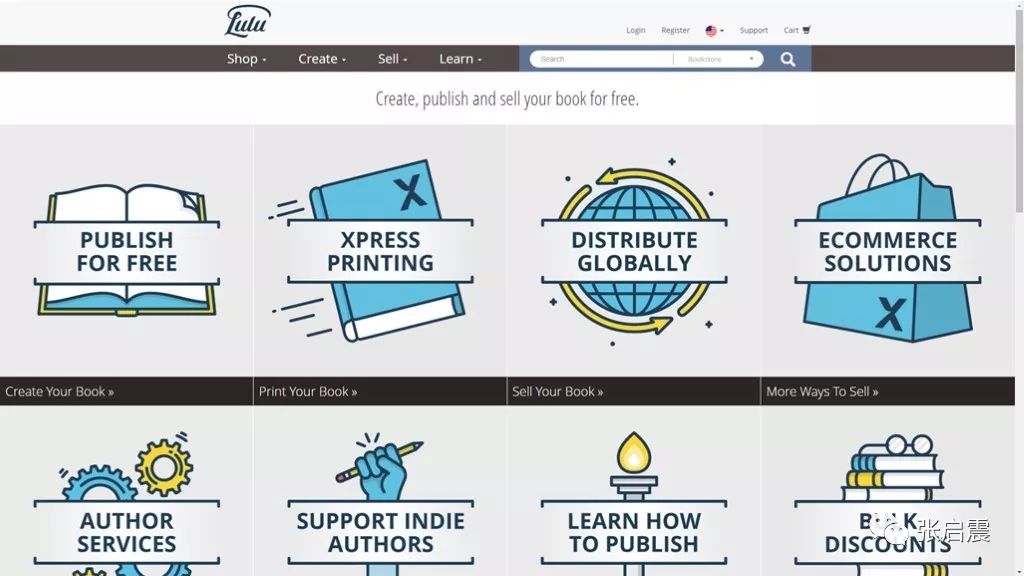 Lulu
Login Register Support Cart
Shop Create Sell Learn Search Bookstore
Create, publish and sell your book for free.
PUBLISH
FOR FREE
XPRESS
PRINTING
DISTRIBUTE
GLOBALLY
ECOMMERCE
SOLUTIONS
X
X
Create Your Book »
Print Your Book »
Sell Your Book »
More Ways To Sell »
AUTHOR
SERVICES
SUPPORT INDIE
AUTHORS
LEARN HOW
TO PUBLISH
BULK
DISCOUNTS
张启震